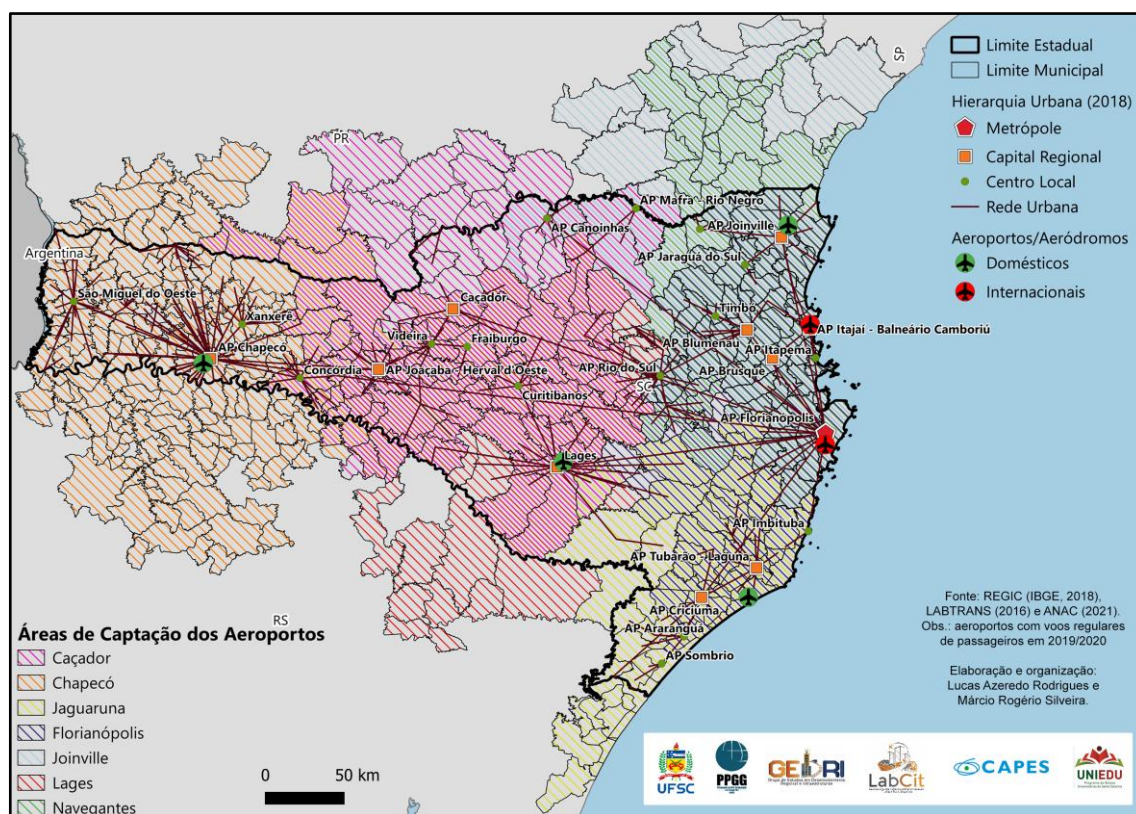 SP
PR
Argentina
SC
RS
AP Mafra - Rio Negro
AP Canoinhas
AP Joinville
AP Jaraguá do Sul
São Miguel do Oeste
Xanxerê
Caçador
Timbó
AP Itajaí - Balneário Camboriú
AP Chapecó
Videira
Fraiburgo
AP Blumenau
AP Itapema
Concórdia
AP Joaçaba - Herval d'Oeste
AP Rio do Sul
AP Brusque
Curitibanos
AP Florianópolis
Lages
AP Imbituba
AP Tubarão - Laguna
AP Criciúma
AP Araranguá
AP Sombrio
Limite Estadual
Limite Municipal
Hierarquia Urbana (2018)
Metrópole
Capital Regional
Centro Local
Rede Urbana
Aeroportos/Aeródromos
Domésticos
Internacionais
Áreas de Captação dos Aeroportos
Caçador
Chapecó
Jaguaruna
Florianópolis
Joinville
Lages
Navegantes
0 50 km
Fonte: REGIC (IBGE, 2018),
LABTRANS (2016) e ANAC (2021).
Obs.: aeroportos com voos regulares
de passageiros em 2019/2020
Elaboração e organização:
Lucas Azeredo Rodrigues e
Márcio Rogério Silveira.
UFSC
PPGG
GEDRI
LabCit
CAPES
UNIEDU